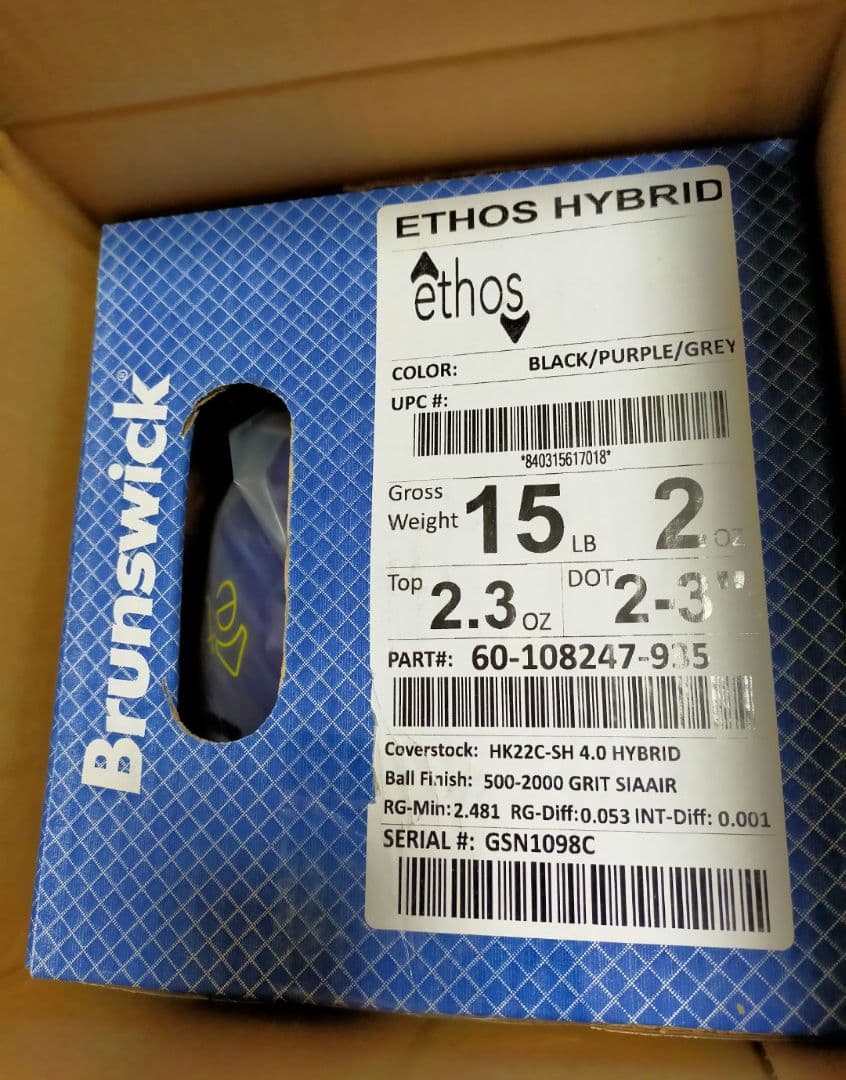 Brunswick®
ETHOS HYBRID
ethos
COLOR: BLACK/PURPLE/GREY
UPC #:
*840315617018*
Gross Weight 15 LB 2 OZ
Top 2.3 OZ DOT 2-3"
PART#: 60-108247-935
Coverstock: HK22C-SH 4.0 HYBRID
Ball Finish: 500-2000 GRIT SIAAIR
RG-Min:2.481 RG-Diff:0.053 INT-Diff: 0.001
SERIAL #: GSN1098C